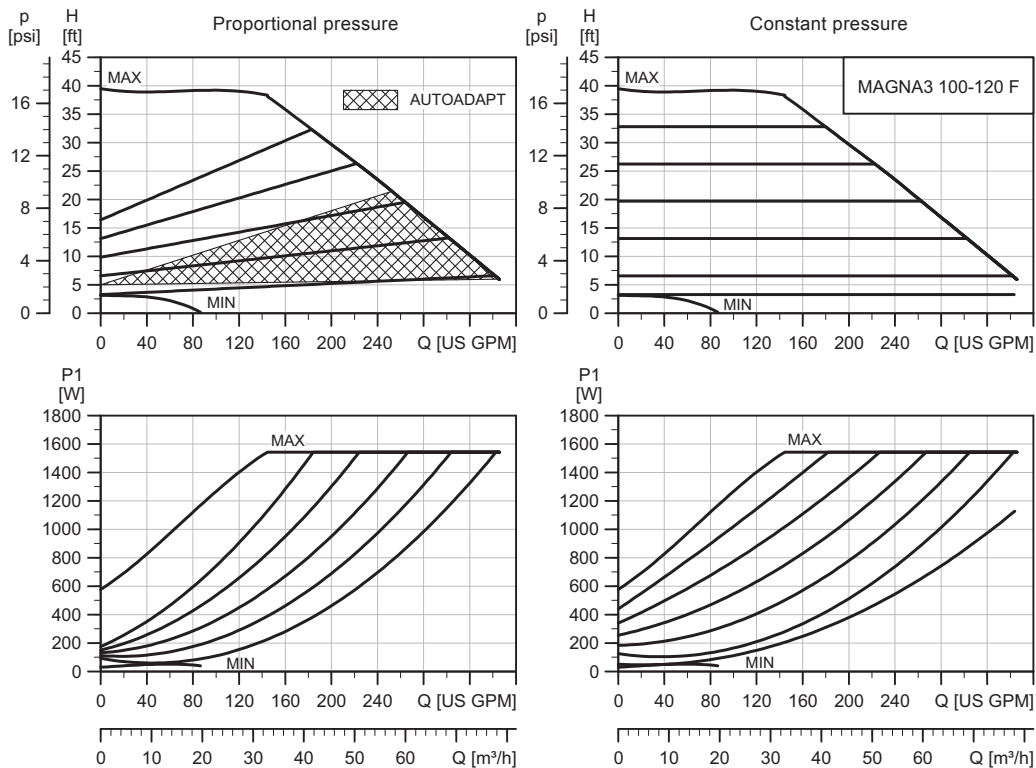 p H Proportional pressure
[psi] [ft]
45
MAX
40
16
AUTOADAPT
35
30
12
25
20
8
15
10
4
5
MIN
0 0
0 40 80 120 160 200 240 Q [US GPM]
p H Constant pressure
[psi] [ft]
45
MAX
MAGNA3 100-120 F
40
16
35
30
12
25
20
8
15
10
4
5
MIN
0 0
0 40 80 120 160 200 240 Q [US GPM]
P1
[W]
1800
1600
MAX
1400
1200
1000
800
600
400
200
MIN
0
0 40 80 120 160 200 240 Q [US GPM]
0 10 20 30 40 50 60 Q [m³/h]
P1
[W]
1800
1600
MAX
1400
1200
1000
800
600
400
200
MIN
0
0 40 80 120 160 200 240 Q [US GPM]
0 10 20 30 40 50 60 Q [m³/h]